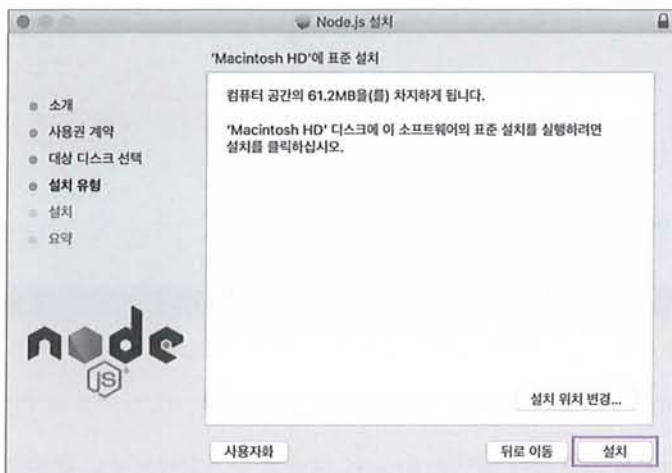 Node.js 설치
'Macintosh HD'에 표준 설치
소개
사용권 계약
대상 디스크 선택
설치 유형
설치
요약
컴퓨터 공간의 61.2MB을(를) 차지하게 됩니다.
'Macintosh HD' 디스크에 이 소프트웨어의 표준 설치를 실행하려면
설치를 클릭하십시오.
node
JS
설치 위치 변경...
사용자화
뒤로 이동
설치